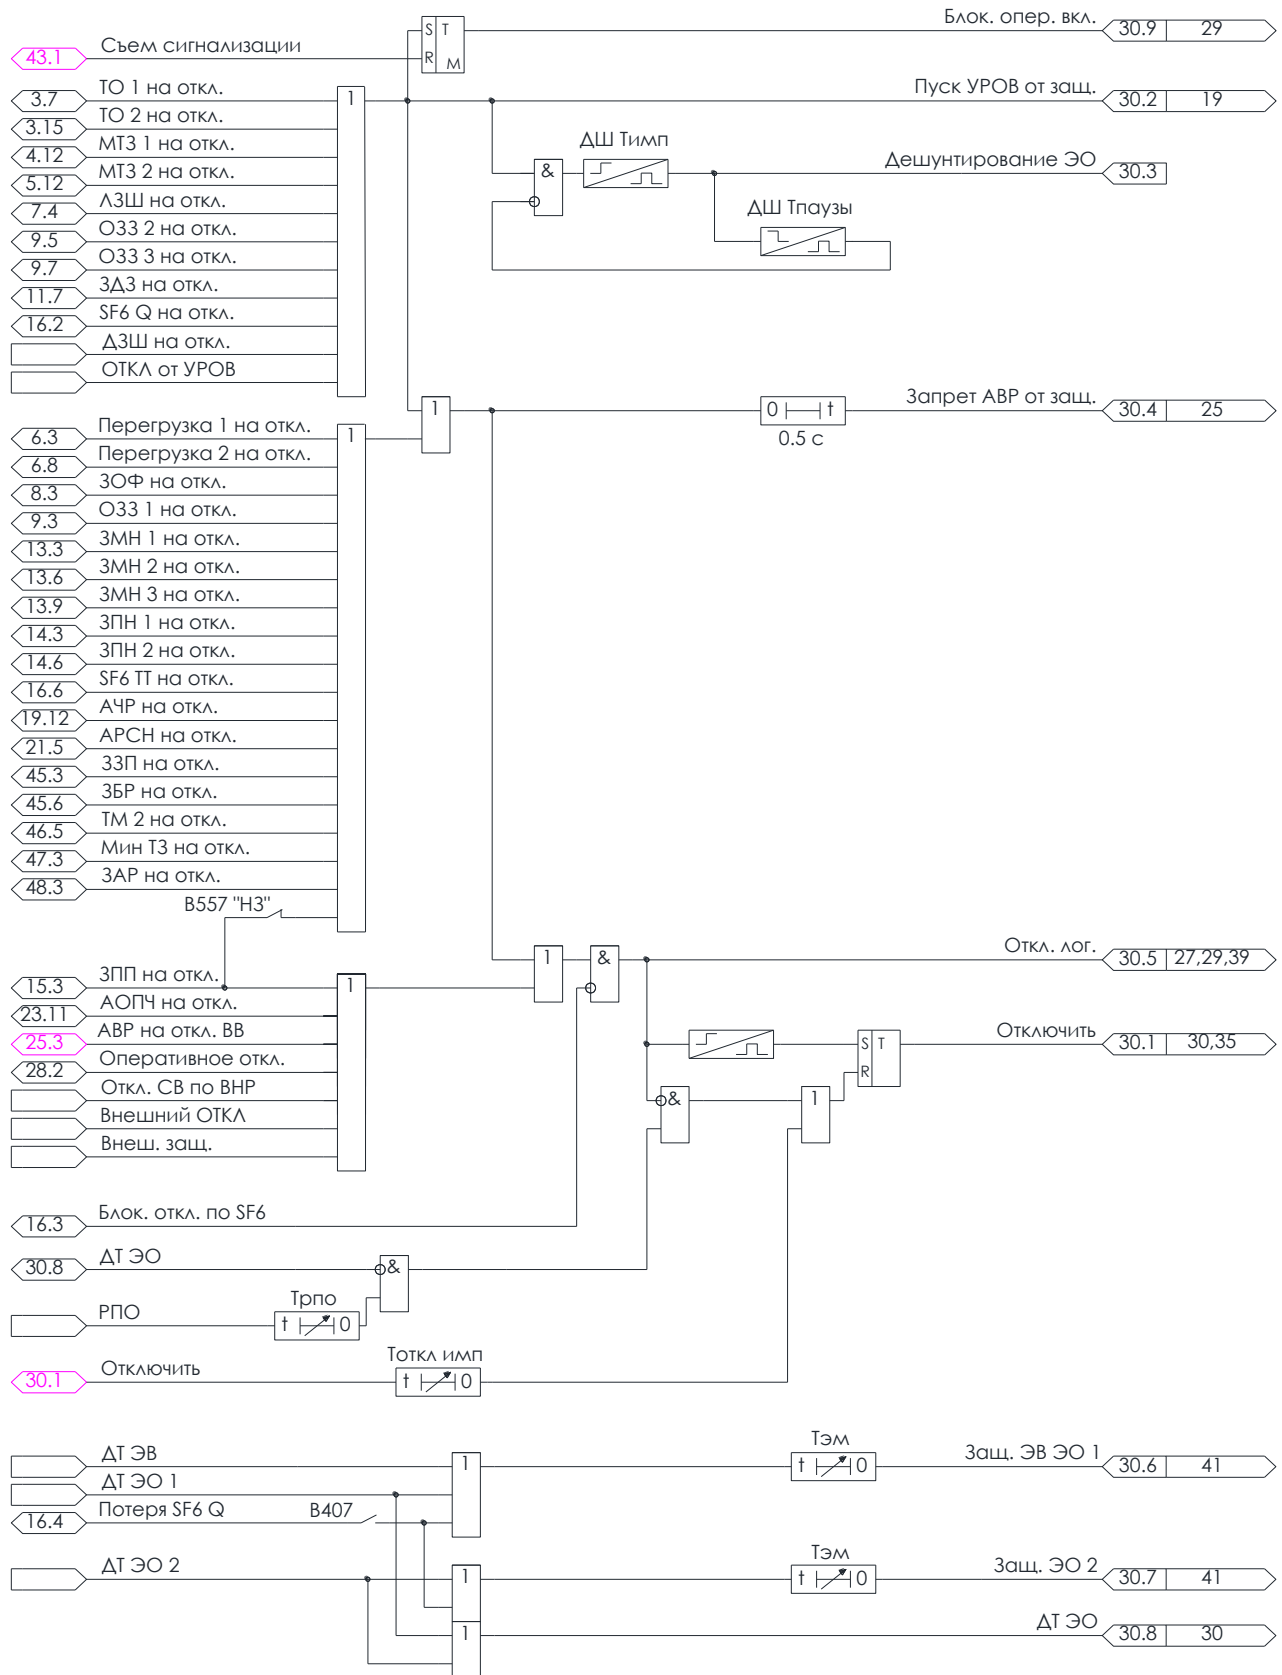 Блок. опер. вкл. 30.9 29
S T
43.1 Съем сигнализации R М
3.7 ТО 1 на откл. 1 Пуск УРОВ от защ. 30.2 19
3.15 ТО 2 на откл.
4.12 МТЗ 1 на откл. ДШ Тимп
5.12 МТЗ 2 на откл. & Дешунтирование ЭО 30.3
7.4 ЛЗШ на откл. ДШ Тпаузы
9.5 ОЗЗ 2 на откл.
9.7 ОЗЗ 3 на откл.
11.7 ЗДЗ на откл.
16.2 SF6 Q на откл.
ДЗШ на откл.
ОТКЛ от УРОВ
1 0 t Запрет АВР от защ. 30.4 25
0.5 с
6.3 Перегрузка 1 на откл. 1
6.8 Перегрузка 2 на откл.
8.3 ЗОФ на откл.
9.3 ОЗЗ 1 на откл.
13.3 ЗМН 1 на откл.
13.6 ЗМН 2 на откл.
13.9 ЗМН 3 на откл.
14.3 ЗПН 1 на откл.
14.6 ЗПН 2 на откл.
16.6 SF6 ТТ на откл.
19.12 АЧР на откл.
21.5 АРСН на откл.
45.3 ЗЗП на откл.
45.6 ЗБР на откл.
46.5 ТМ 2 на откл.
47.3 Мин ТЗ на откл.
48.3 ЗАР на откл.
В557 "НЗ"
1 & Откл. лог. 30.5 27,29,39
15.3 ЗПП на откл. 1
23.11 АОПЧ на откл.
25.3 АВР на откл. ВВ S T Отключить 30.1 30,35
28.2 Оперативное откл. R
Откл. СВ по ВНР & 1
Внешний ОТКЛ
Внеш. защ.
16.3 Блок. откл. по SF6
30.8 ДТ ЭО &
Трпо
РПО t 0
30.1 Отключить Тоткл имп
t 0
ДТ ЭВ 1 Тэм t 0 Защ. ЭВ ЭО 1 30.6 41
ДТ ЭО 1
16.4 Потеря SF6 Q В407
ДТ ЭО 2 1 Тэм t 0 Защ. ЭО 2 30.7 41
1 ДТ ЭО 30.8 30